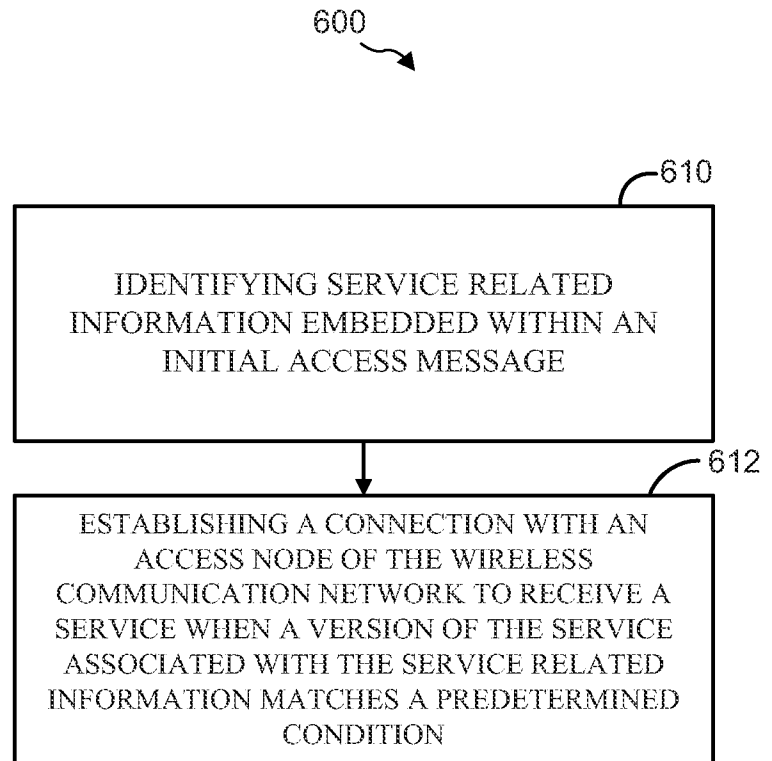 600
610
IDENTIFYING SERVICE RELATED
INFORMATION EMBEDDED WITHIN AN
INITIAL ACCESS MESSAGE
612
ESTABLISHING A CONNECTION WITH AN
ACCESS NODE OF THE WIRELESS
COMMUNICATION NETWORK TO RECEIVE A
SERVICE WHEN A VERSION OF THE SERVICE
ASSOCIATED WITH THE SERVICE RELATED
INFORMATION MATCHES A PREDETERMINED
CONDITION